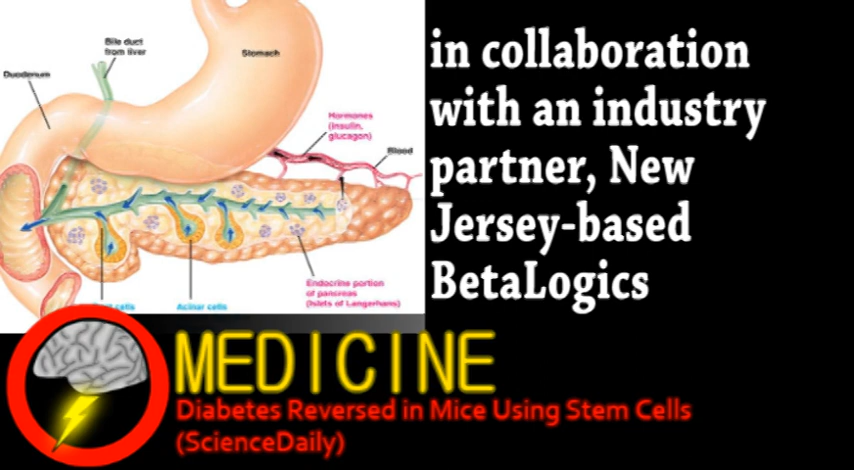 Bile duct
from liver
Stomach
Duodenum
Hormones
(insulin,
glucagon)
Blood
Endocrine portion
of pancreas
(Islets of Langerhans)
cells
Acinar cells
in collaboration
with an industry
partner, New
Jersey-based
BetaLogics
MEDICINE
Diabetes Reversed in Mice Using Stem Cells
(ScienceDaily)